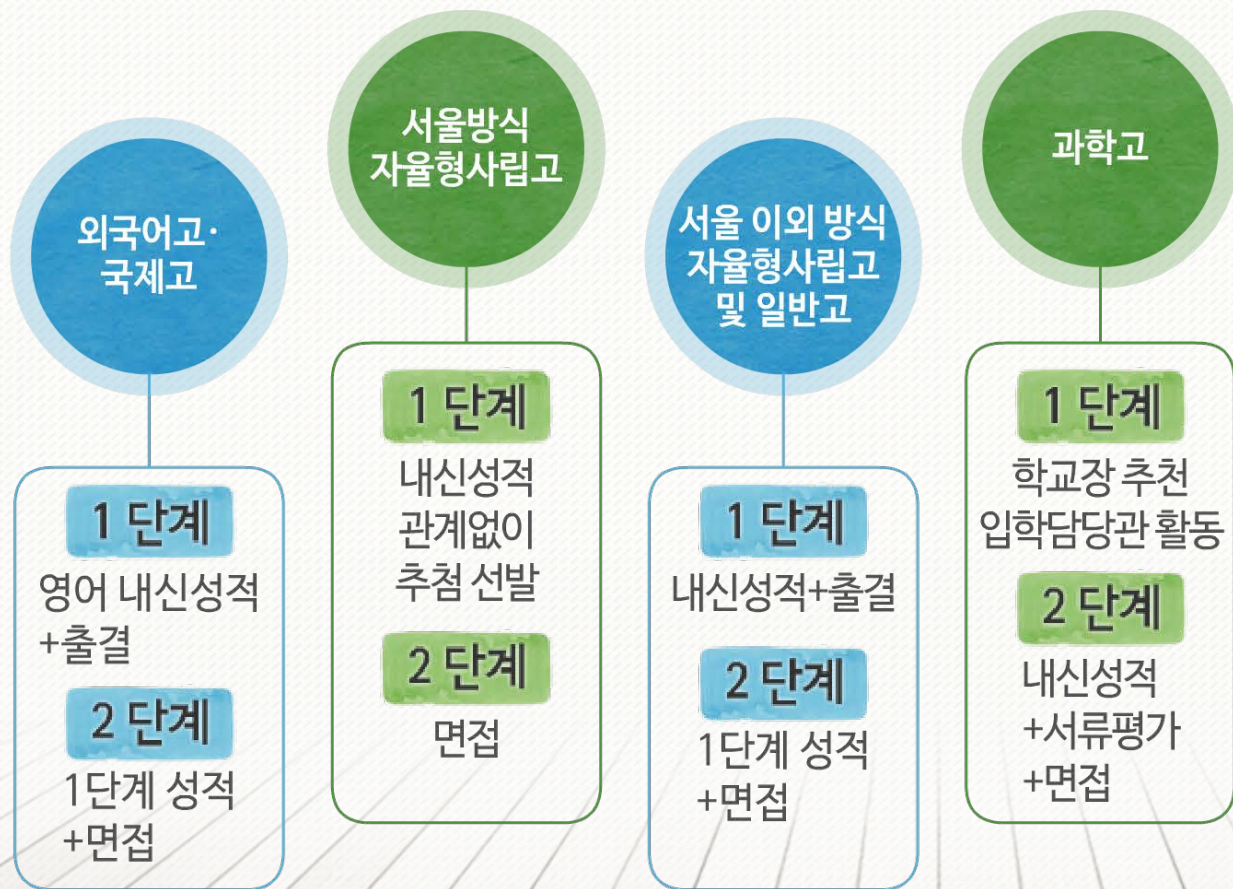 외국어고·
국제고
1 단계
영어 내신성적
+출결
2 단계
1단계 성적
+면접
서울방식
자율형사립고
1 단계
내신성적
관계없이
추첨 선발
2 단계
면접
서울 이외 방식
자율형사립고
및 일반고
1 단계
내신성적+출결
2 단계
1단계 성적
+면접
과학고
1 단계
학교장 추천
입학담당관 활동
2 단계
내신성적
+서류평가
+면접